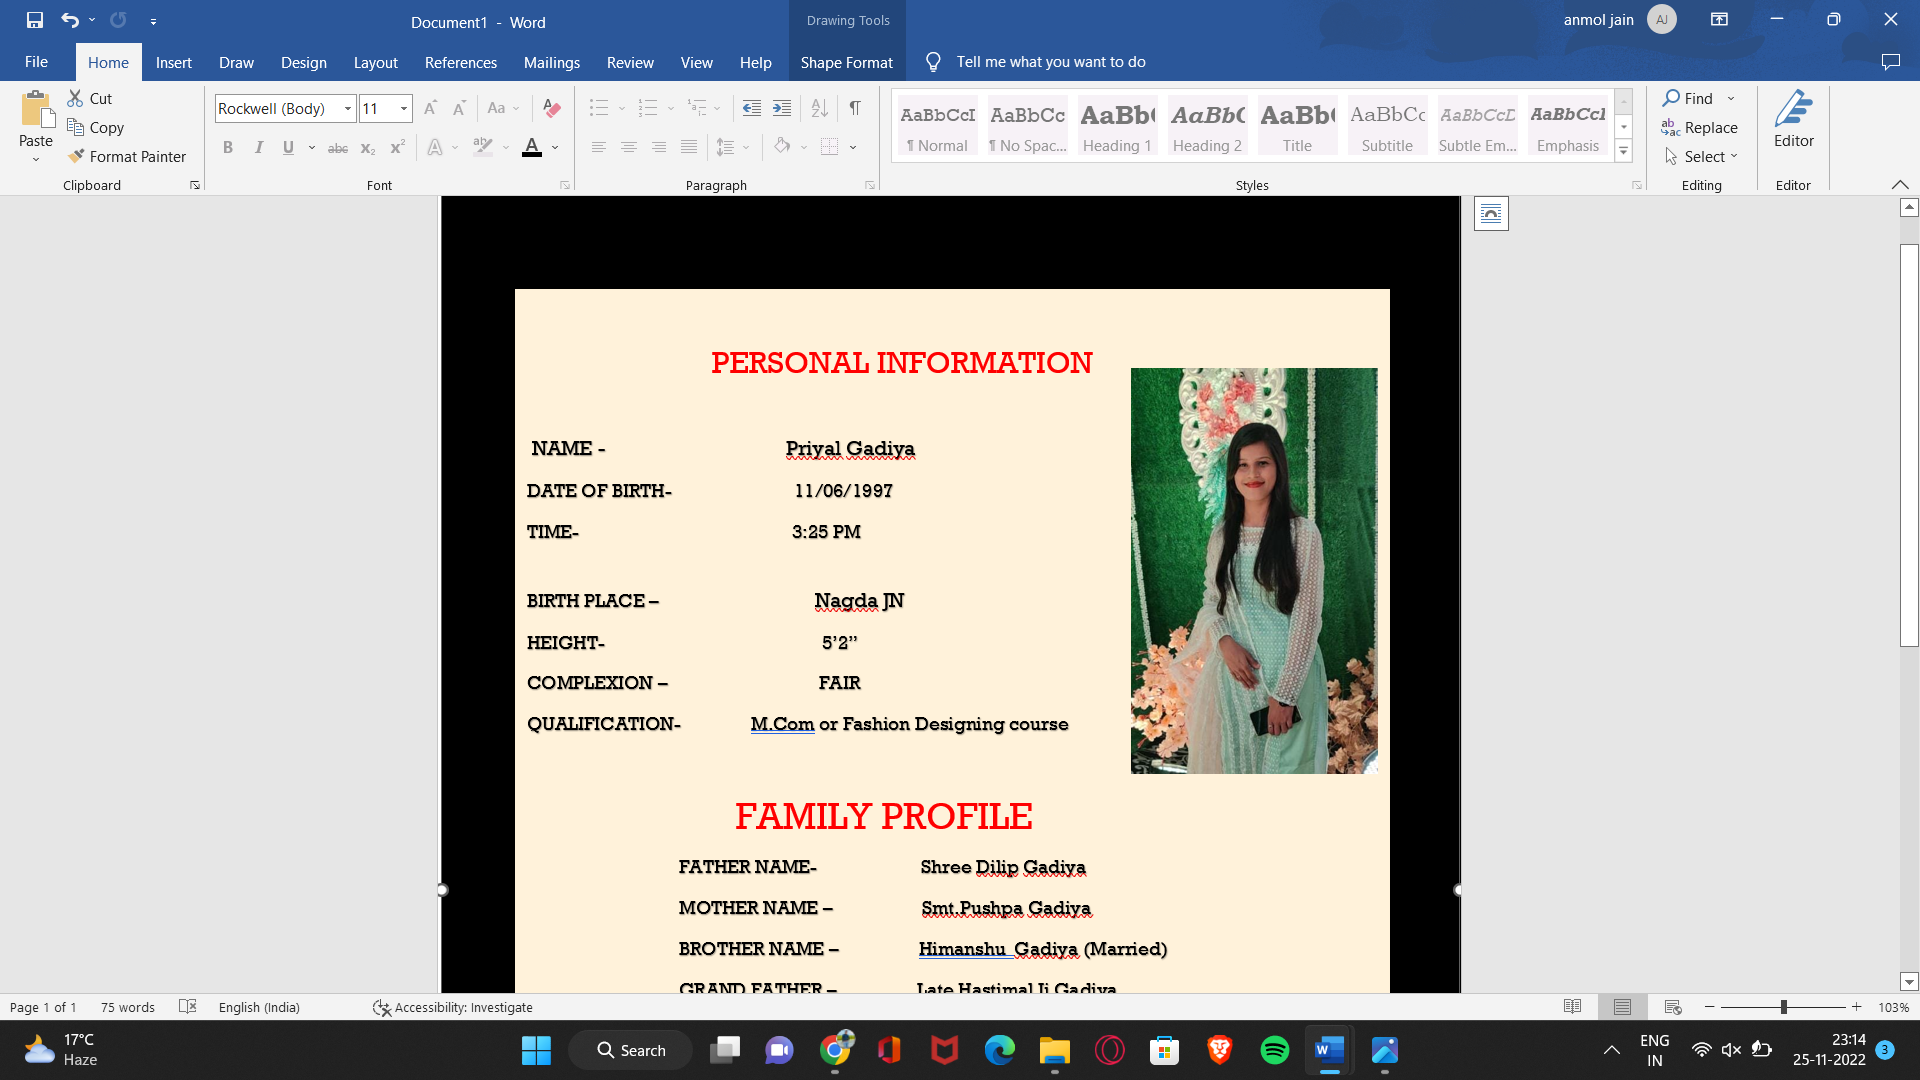 Document1 - Word
Drawing Tools
anmol jain
AJ
File Home Insert Draw Design Layout References Mailings Review View Help Shape Format Tell me what you want to do
Paste
Cut
Copy
Format Painter
Clipboard
Rockwell (Body) 11
Font
Paragraph
AaBbCcI AaBbCc AaBb( AaBbC AaBb( AaBbCc AaBbCcD AaBbCcI
¶ Normal ¶ No Spac... Heading 1 Heading 2 Title Subtitle Subtle Em... Emphasis
Styles
Find
Replace
Select
Editing
Editor
Editor
PERSONAL INFORMATION
NAME - Priyal Gadiya
DATE OF BIRTH- 11/06/1997
TIME- 3:25 PM
BIRTH PLACE – Nagda JN
HEIGHT- 5’2”
COMPLEXION – FAIR
QUALIFICATION- M.Com or Fashion Designing course
FAMILY PROFILE
FATHER NAME- Shree Dilip Gadiya
MOTHER NAME – Smt.Pushpa Gadiya
BROTHER NAME – Himanshu Gadiya (Married)
GRAND FATHER – Late Hastimal Ji Gadiya
Page 1 of 1 75 words English (India) Accessibility: Investigate 103%
17°C
Haze
Search
ENG
IN
23:14
25-11-2022
3